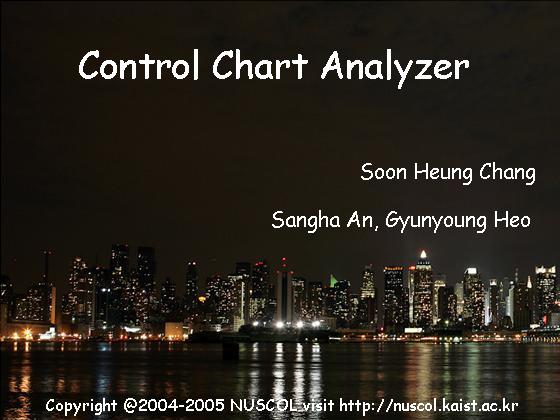 Control Chart Analyzer
Soon Heung Chang
Sangha An, Gyunyoung Heo
Copyright @2004-2005 NUSCOL visit http://nuscol.kaist.ac.kr